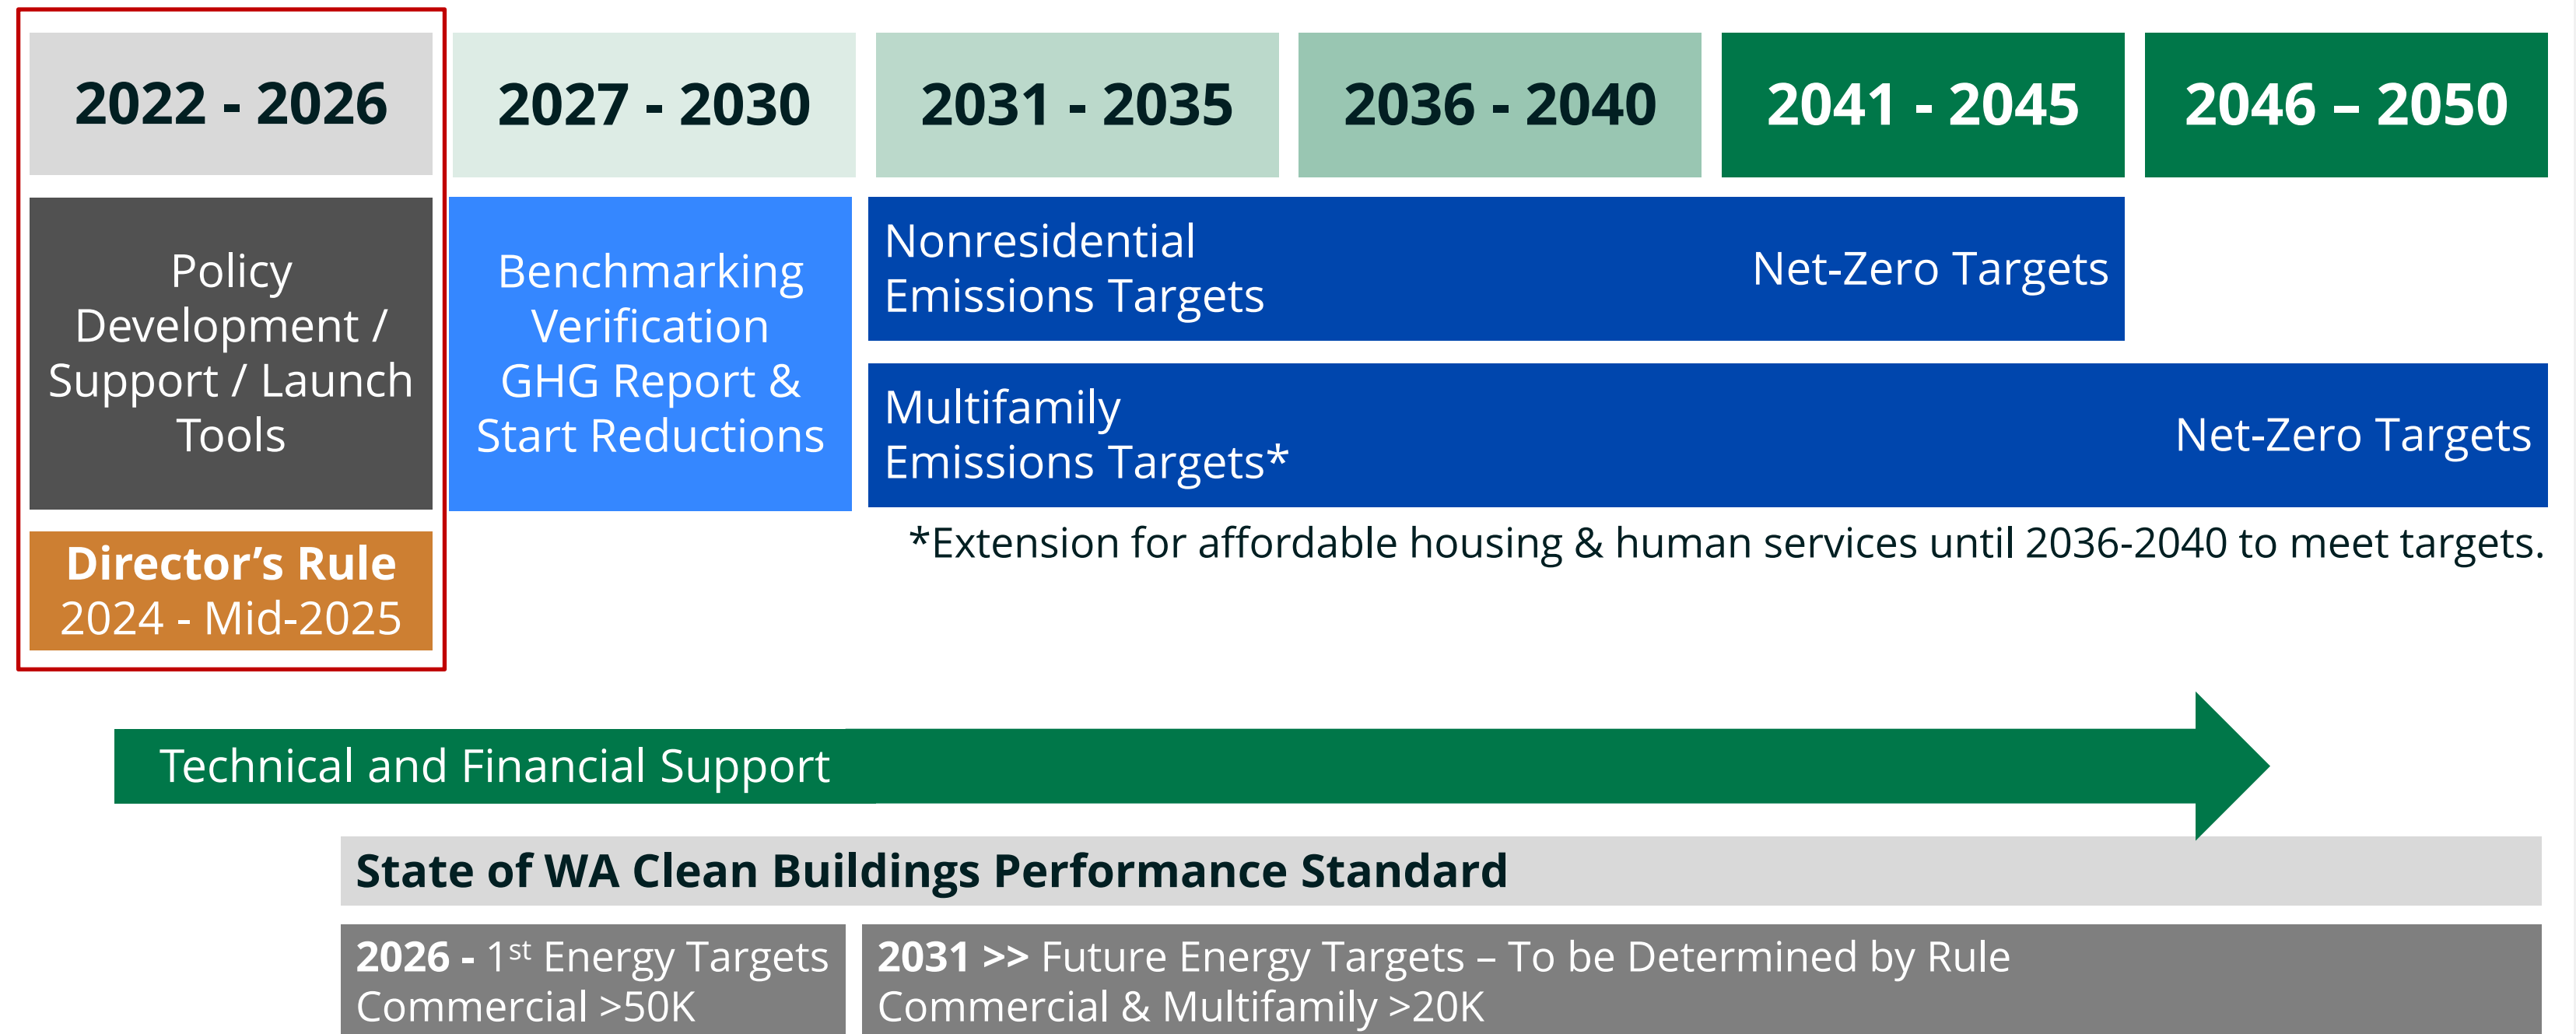 2022 - 2026
2027 - 2030
2031 - 2035
2036 - 2040
2041 - 2045
2046 – 2050
Policy
Development /
Support / Launch
Tools
Benchmarking
Verification
GHG Report &
Start Reductions
Nonresidential
Emissions Targets
Net-Zero Targets
Multifamily
Emissions Targets*
Net-Zero Targets
*Extension for affordable housing & human services until 2036-2040 to meet targets.
Director’s Rule
2024 - Mid-2025
Technical and Financial Support
State of WA Clean Buildings Performance Standard
2026 - 1st Energy Targets
Commercial >50K
2031 >> Future Energy Targets – To be Determined by Rule
Commercial & Multifamily >20K